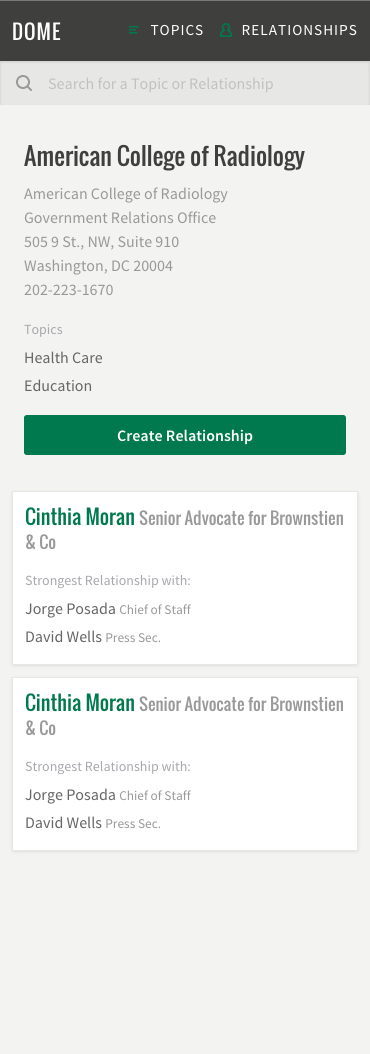 DOME
TOPICS
RELATIONSHIPS
Search for a Topic or Relationship
American College of Radiology
American College of Radiology
Government Relations Office
505 9 St., NW, Suite 910
Washington, DC 20004
202-223-1670
Topics
Health Care
Education
Create Relationship
Cinthia Moran Senior Advocate for Brownstien
& Co
Strongest Relationship with:
Jorge Posada Chief of Staff
David Wells Press Sec.
Cinthia Moran Senior Advocate for Brownstien
& Co
Strongest Relationship with:
Jorge Posada Chief of Staff
David Wells Press Sec.